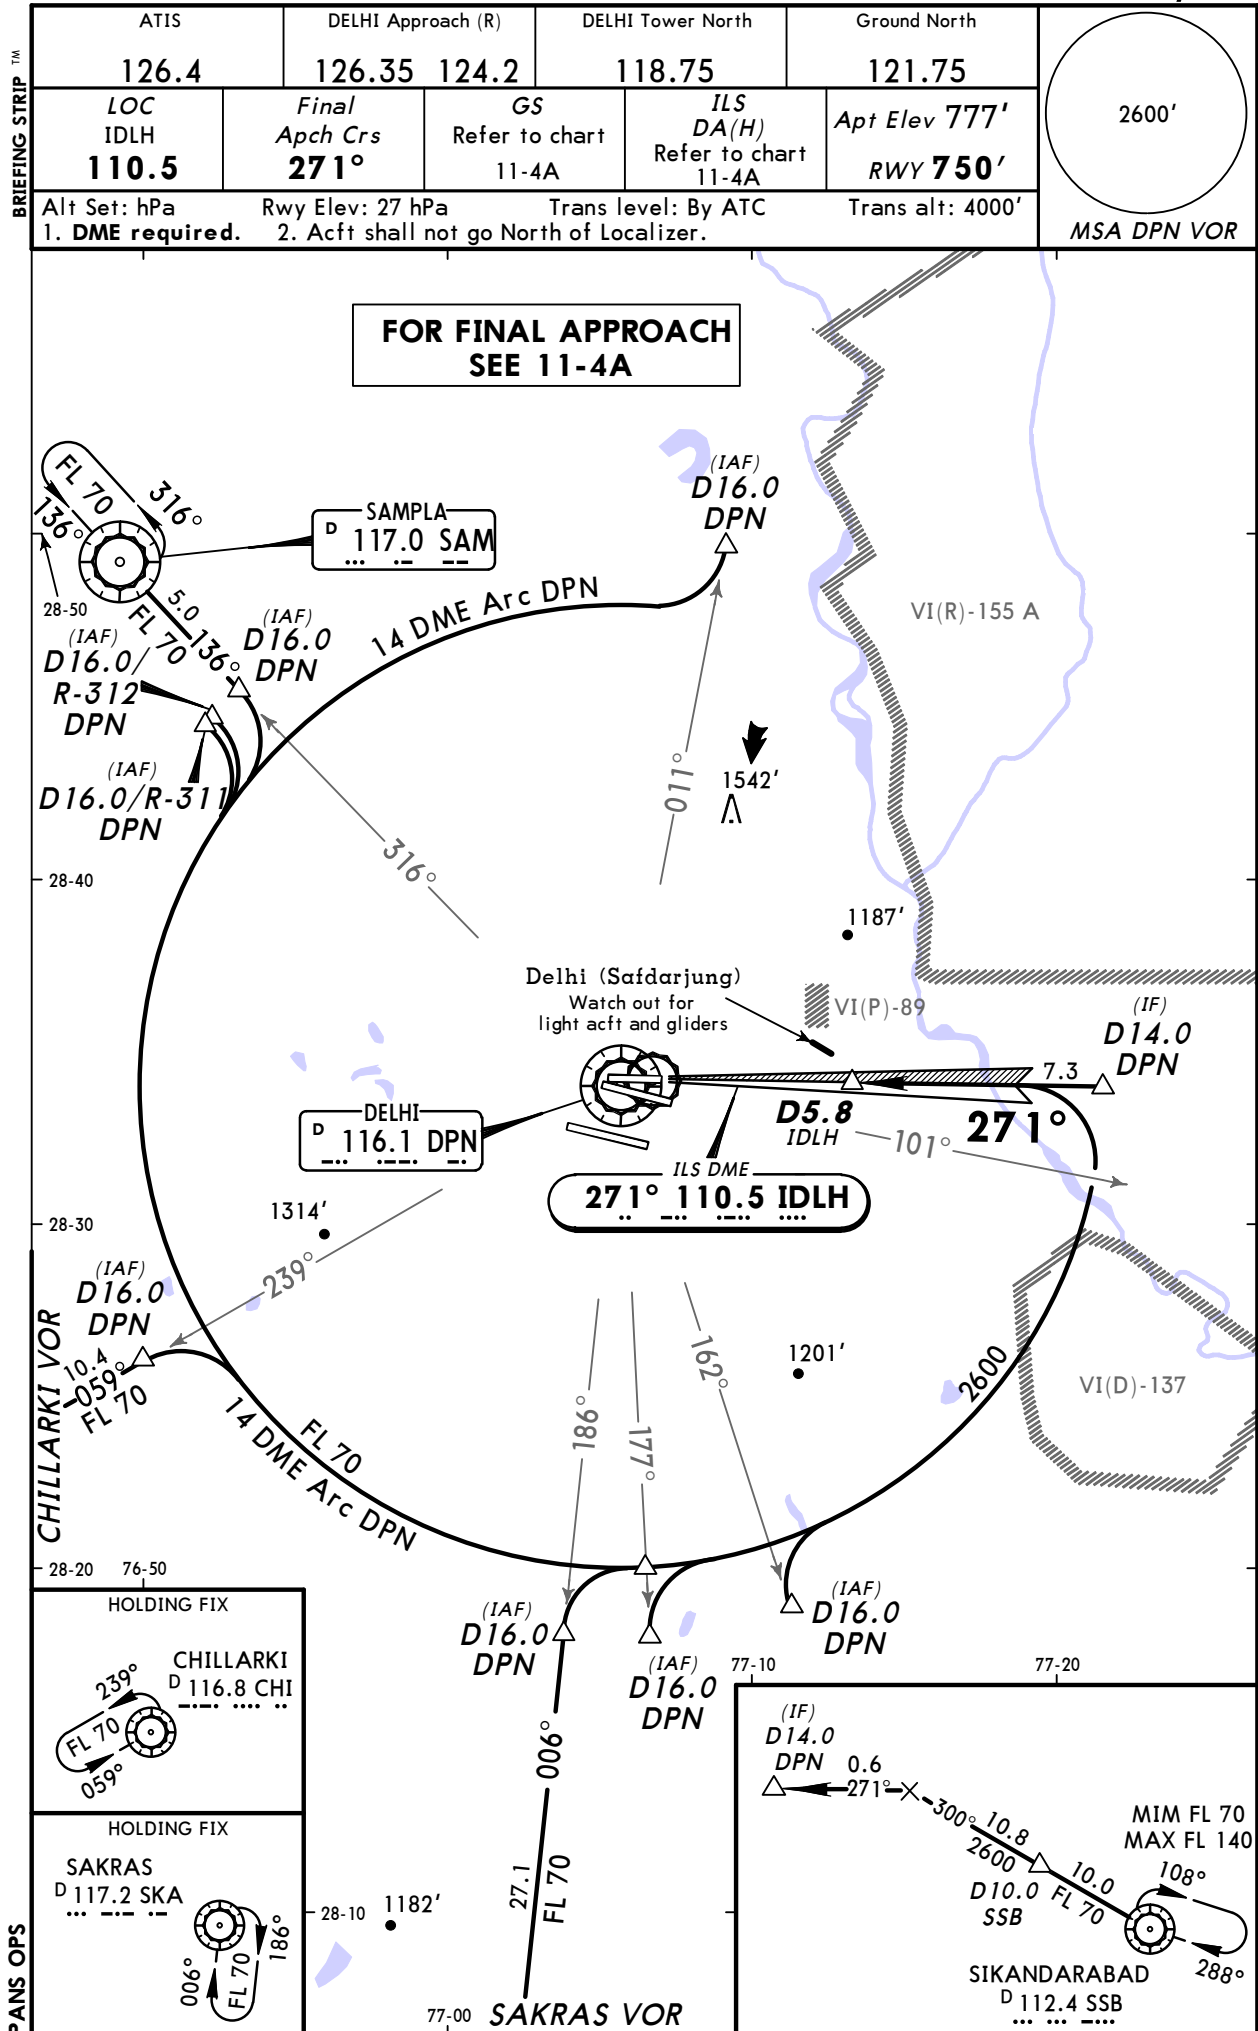 ATIS
126.4
DELHI Approach (R)
126.35 124.2
DELHI Tower North
118.75
Ground North
121.75
BRIEFING STRIP TM
LOC
IDLH
110.5
Final
Apch Crs
271°
GS
Refer to chart
11-4A
ILS
DA(H)
Refer to chart
11-4A
Apt Elev 777'
RWY 750'
2600'
MSA DPN VOR
Alt Set: hPa Rwy Elev: 27 hPa Trans level: By ATC Trans alt: 4000'
1. DME required. 2. Acft shall not go North of Localizer.
FOR FINAL APPROACH
SEE 11-4A
FL 70
316°
136°
SAMPLA
D 117.0 SAM
(IAF)
D16.0
DPN
28-50
5.0
FL 70
136°
(IAF)
D16.0
DPN
(IAF)
D16.0/
R-312
DPN
(IAF)
D16.0/R-311
DPN
14 DME Arc DPN
VI(R)-155 A
011°
1542'
316°
28-40
1187'
Delhi (Safdarjung)
Watch out for
light acft and gliders
VI(P)-89
(IF)
D14.0
DPN
7.3
D5.8
IDLH
271°
101°
DELHI
D 116.1 DPN
ILS DME
271° 110.5 IDLH
1314'
28-30
239°
(IAF)
D16.0
DPN
CHILLARKI VOR
10.4
059°
FL 70
FL 70
14 DME Arc DPN
186°
177°
162°
1201'
2600
VI(D)-137
28-20
76-50
(IAF)
D16.0
DPN
(IAF)
D16.0
DPN
(IAF)
D16.0
DPN
77-10
77-20
HOLDING FIX
CHILLARKI
D 116.8 CHI
239°
FL 70
059°
HOLDING FIX
SAKRAS
D 117.2 SKA
006°
FL 70
186°
006°
27.1
FL 70
28-10
1182'
77-00
SAKRAS VOR
(IF)
D14.0
DPN
0.6
271°
300°
10.8
2600
D10.0
SSB
10.0
FL 70
MIM FL 70
MAX FL 140
108°
288°
SIKANDARABAD
D 112.4 SSB
PANS OPS